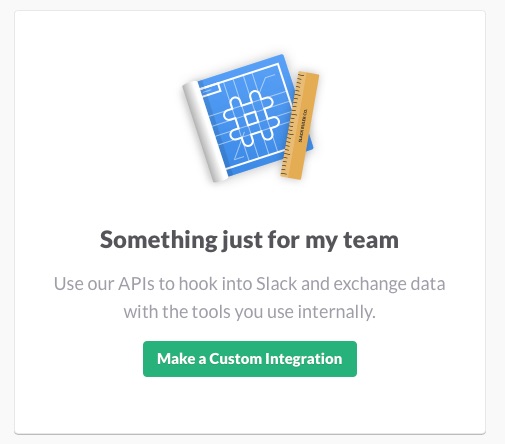 Something just for my team
Use our APIs to hook into Slack and exchange data
with the tools you use internally.
Make a Custom Integration